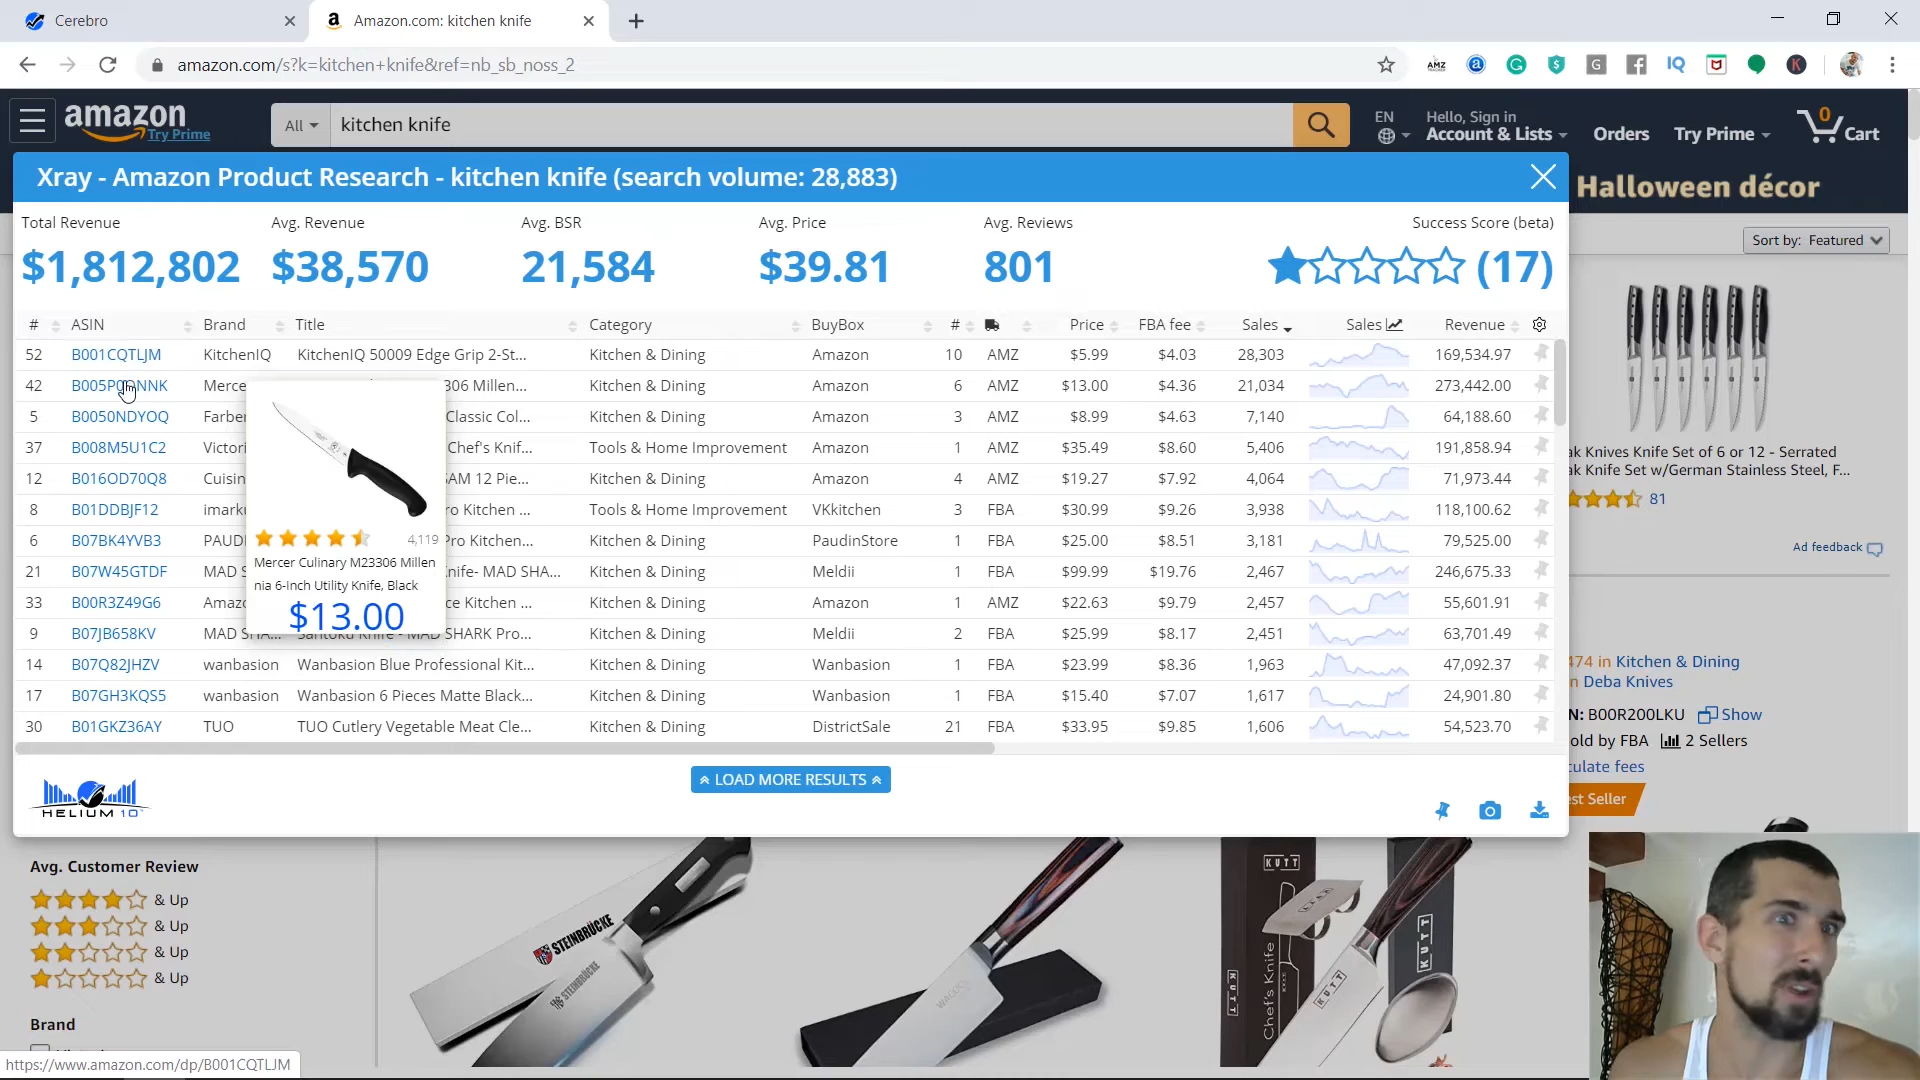 Cerebro
Amazon.com: kitchen knife
amazon.com/s?k=kitchen+knife&ref=nb_sb_noss_2
amazon
Try Prime
All
kitchen knife
EN
Hello, Sign in
Account & Lists
Orders
Try Prime
0
Cart
Xray - Amazon Product Research - kitchen knife (search volume: 28,883)
Halloween décor
Total Revenue Avg. Revenue Avg. BSR Avg. Price Avg. Reviews Success Score (beta)
$1,812,802 $38,570 21,584 $39.81 801 (17)
Sort by: Featured
# ASIN Brand Title Category BuyBox # Price FBA fee Sales Sales Revenue
52 B001CQTLJM KitchenIQ KitchenIQ 50009 Edge Grip 2-St... Kitchen & Dining Amazon 10 AMZ $5.99 $4.03 28,303 169,534.97
42 B005P0ONNK Merce 306 Millen... Kitchen & Dining Amazon 6 AMZ $13.00 $4.36 21,034 273,442.00
5 B0050NDYOQ Farber Classic Col... Kitchen & Dining Amazon 3 AMZ $8.99 $4.63 7,140 64,188.60
37 B008M5U1C2 Victori Chef's Knif... Tools & Home Improvement Amazon 1 AMZ $35.49 $8.60 5,406 191,858.94
12 B016OD70Q8 Cuisin SAM 12 Pie... Kitchen & Dining Amazon 4 AMZ $19.27 $7.92 4,064 71,973.44
8 B01DDBJF12 imarku ro Kitchen ... Tools & Home Improvement VKkitchen 3 FBA $30.99 $9.26 3,938 118,100.62
6 B07BK4YVB3 PAUDI Pro Kitchen... Kitchen & Dining PaudinStore 1 FBA $25.00 $8.51 3,181 79,525.00
21 B07W45GTDF MAD S Knife- MAD SHA... Kitchen & Dining Meldii 1 FBA $99.99 $19.76 2,467 246,675.33
33 B00R3Z49G6 Amazo ce Kitchen ... Kitchen & Dining Amazon 1 AMZ $22.63 $9.79 2,457 55,601.91
9 B07JB658KV MAD SHA... Santoku Knife - MAD SHARK Pro... Kitchen & Dining Meldii 2 FBA $25.99 $8.17 2,451 63,701.49
14 B07Q82JHZV wanbasion Wanbasion Blue Professional Kit... Kitchen & Dining Wanbasion 1 FBA $23.99 $8.36 1,963 47,092.37
17 B07GH3KQS5 wanbasion Wanbasion 6 Pieces Matte Black... Kitchen & Dining Wanbasion 1 FBA $15.40 $7.07 1,617 24,901.80
30 B01GKZ36AY TUO TUO Cutlery Vegetable Meat Cle... Kitchen & Dining DistrictSale 21 FBA $33.95 $9.85 1,606 54,523.70
4,119
Mercer Culinary M23306 Millen
nia 6-Inch Utility Knife, Black
$13.00
LOAD MORE RESULTS
HELIUM 10
ak Knives Knife Set of 6 or 12 - Serrated
ak Knife Set w/German Stainless Steel, F...
81
Ad feedback
474 in Kitchen & Dining
n Deba Knives
N: B00R200LKU Show
old by FBA 2 Sellers
culate fees
est Seller
Avg. Customer Review
& Up
& Up
& Up
& Up
Brand
STEINBRÜCKE
STEINBRÜCKE
KUTT
KUTT
KUTT
KUTT
Chef's Knife
https://www.amazon.com/dp/B001CQTLJM